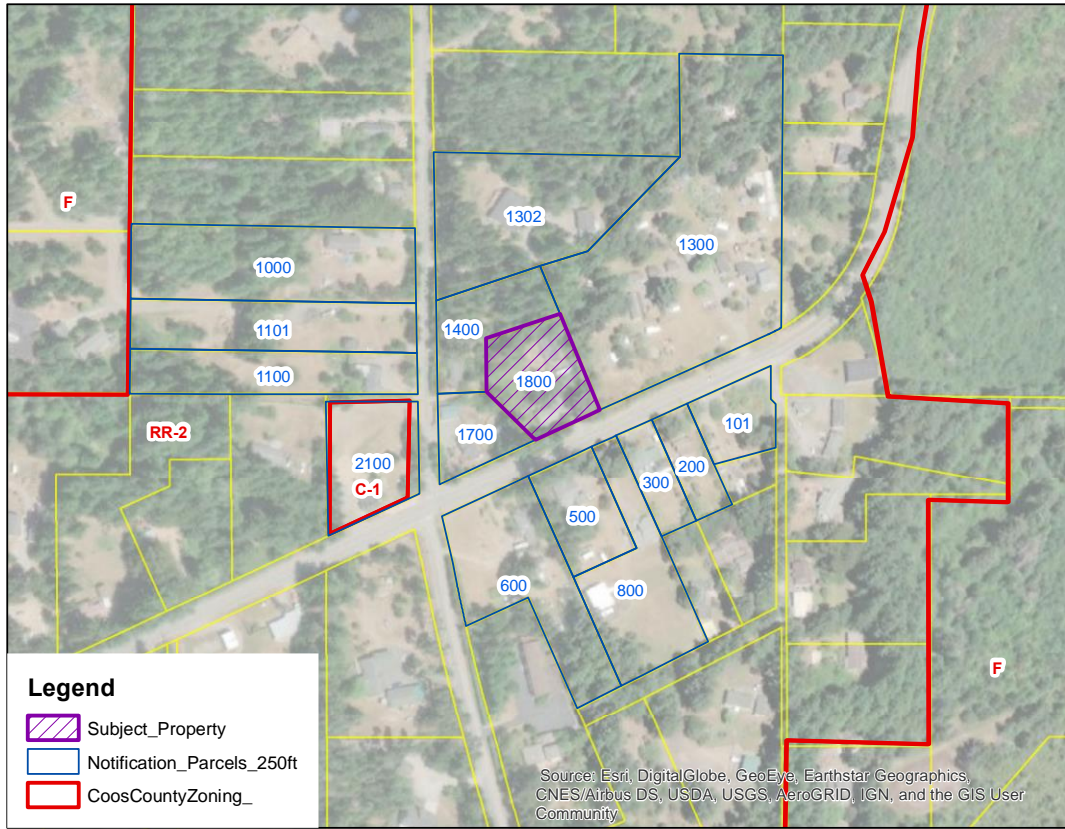 F
1302
1300
1000
1101
1400
1100
1800
101
1700
RR-2
200
300
2100
C-1
500
600
800
F
Legend
Subject_Property
Notification_Parcels_250ft
CoosCountyZoning_
Source: Esri, DigitalGlobe, GeoEye, Earthstar Geographics,
CNES/Airbus DS, USDA, USGS, AeroGRID, IGN, and the GIS User
Community